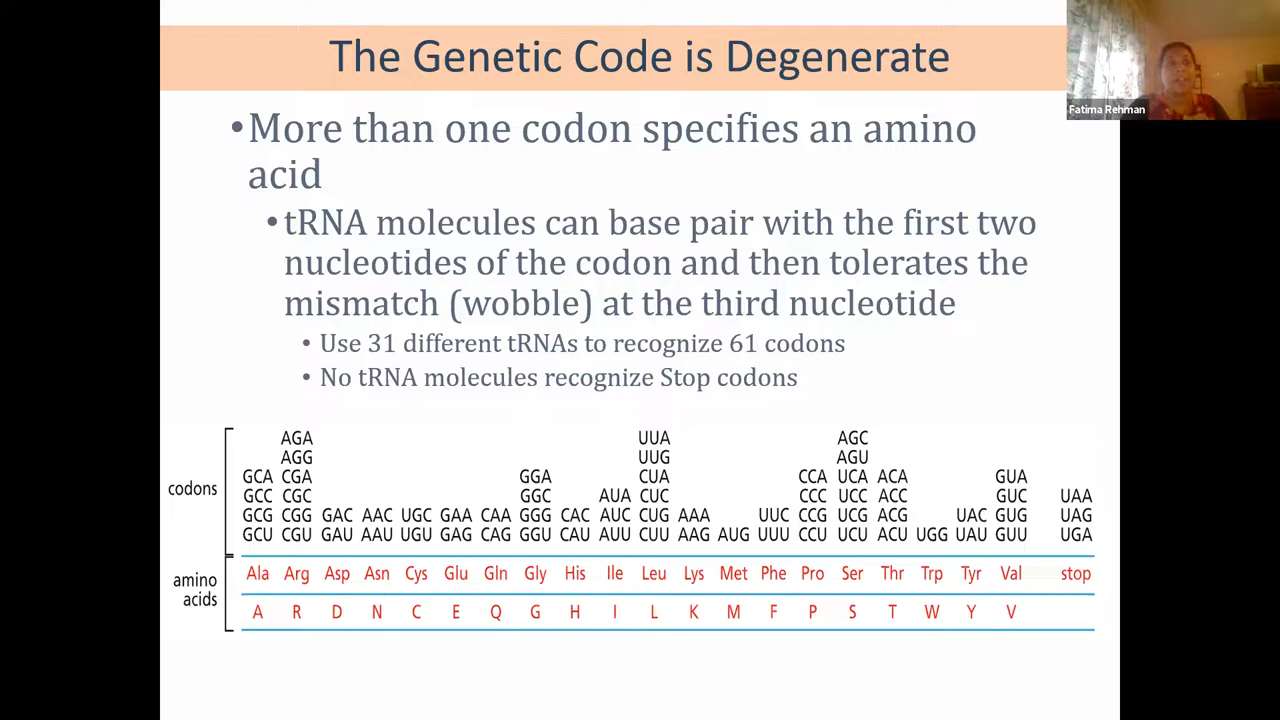 The Genetic Code is Degenerate
Fatima Rehman
•More than one codon specifies an amino
acid
•tRNA molecules can base pair with the first two
nucleotides of the codon and then tolerates the
mismatch (wobble) at the third nucleotide
• Use 31 different tRNAs to recognize 61 codons
• No tRNA molecules recognize Stop codons
AGA UUA AGC
AGG UUG AGU
GCA CGA GGA CUA CCA UCA ACA GUA
GCC CGC GGC AUA CUC CCC UCC ACC GUC UAA
GCG CGG GAC AAC UGC GAA CAA GGG CAC AUC CUG AAA UUC CCG UCG ACG UAC GUG UAG
GCU CGU GAU AAU UGU GAG CAG GGU CAU AUU CUU AAG AUG UUU CCU UCU ACU UGG UAU GUU UGA
codons
Ala Arg Asp Asn Cys Glu Gln Gly His Ile Leu Lys Met Phe Pro Ser Thr Trp Tyr Val stop
amino
acids
A R D N C E Q G H I L K M F P S T W Y V